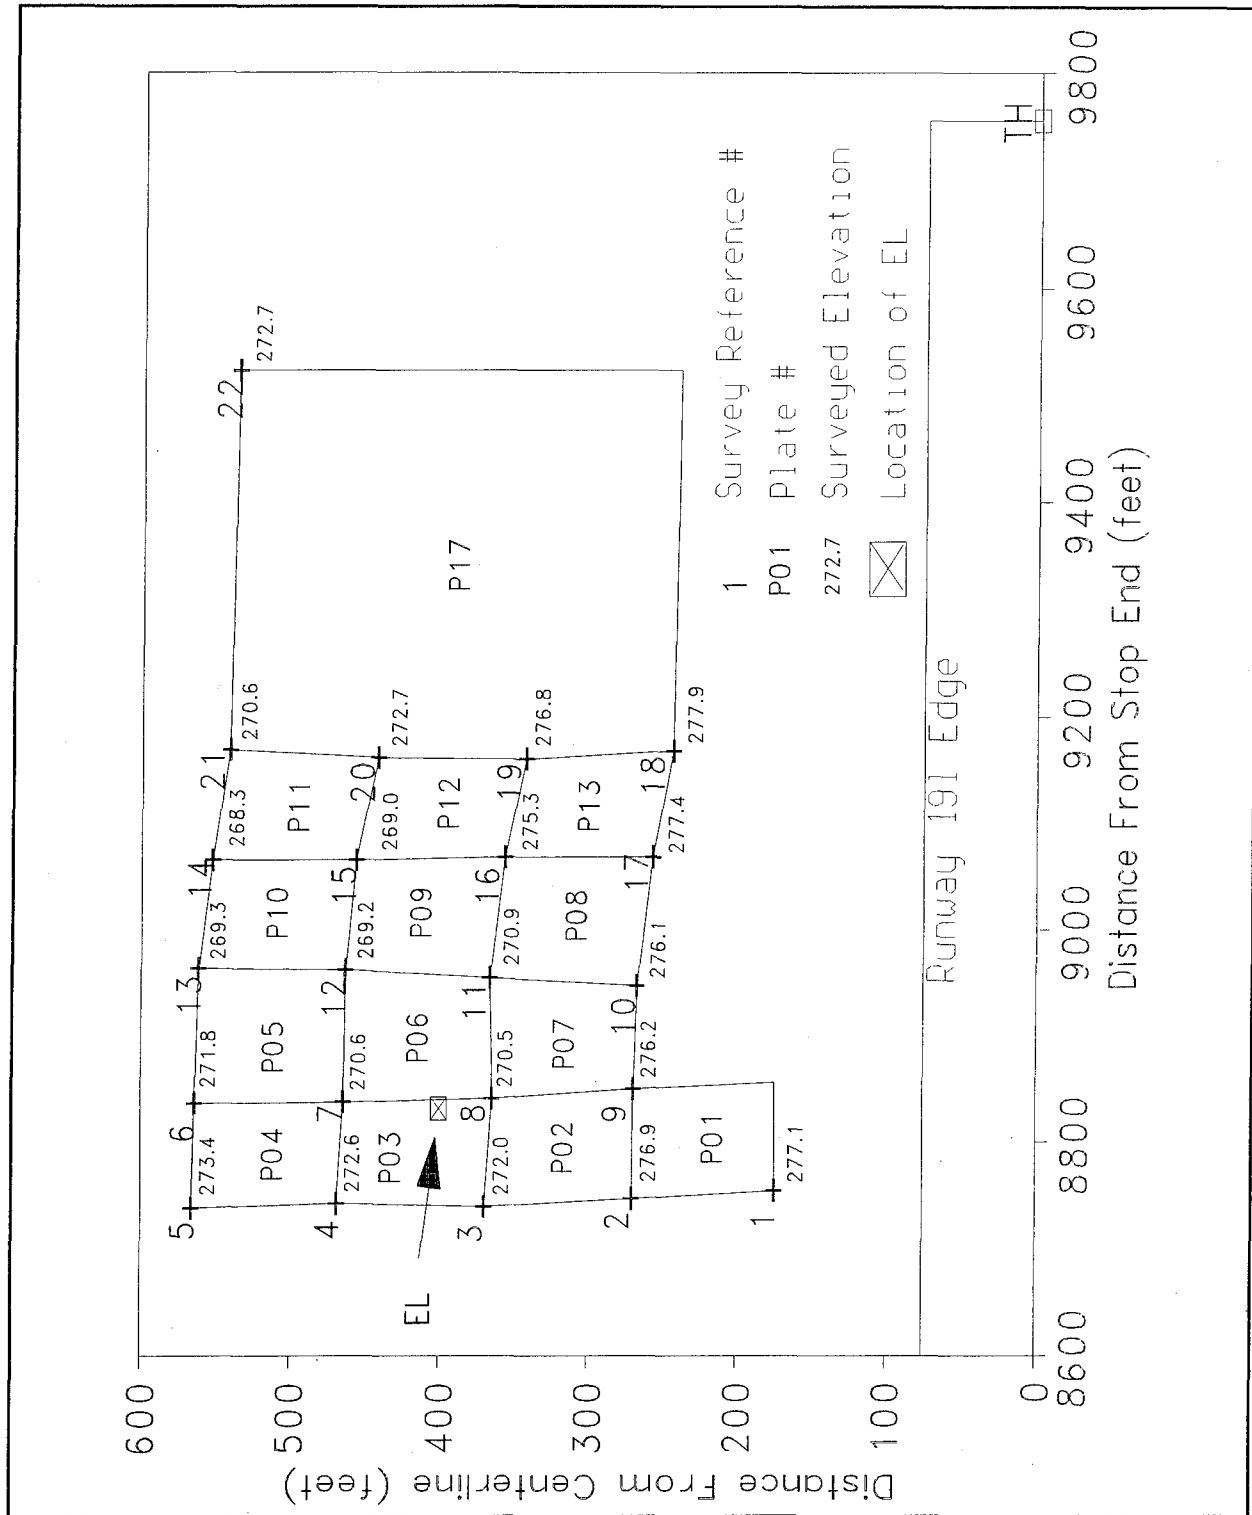 600
500
400
300
200
100
0
Distance From Centerline (feet)
8600
8800
9000
9200
9400
9600
9800
Distance From Stop End (feet)
22
272.7
21
270.6
20
272.7
19
276.8
18
277.9
14
268.3
15
269.0
16
275.3
17
277.4
13
269.3
12
269.2
11
270.9
10
276.1
6
271.8
7
270.6
8
270.5
9
276.2
5
273.4
4
272.6
3
272.0
2
276.9
1
277.1
P17
P11
P12
P13
P10
P09
P08
P05
P06
P07
P04
P03
P02
P01
EL
1 Survey Reference #
P01 Plate #
272.7 Surveyed Elevation
Location of EL
Runway 191 Edge
TH